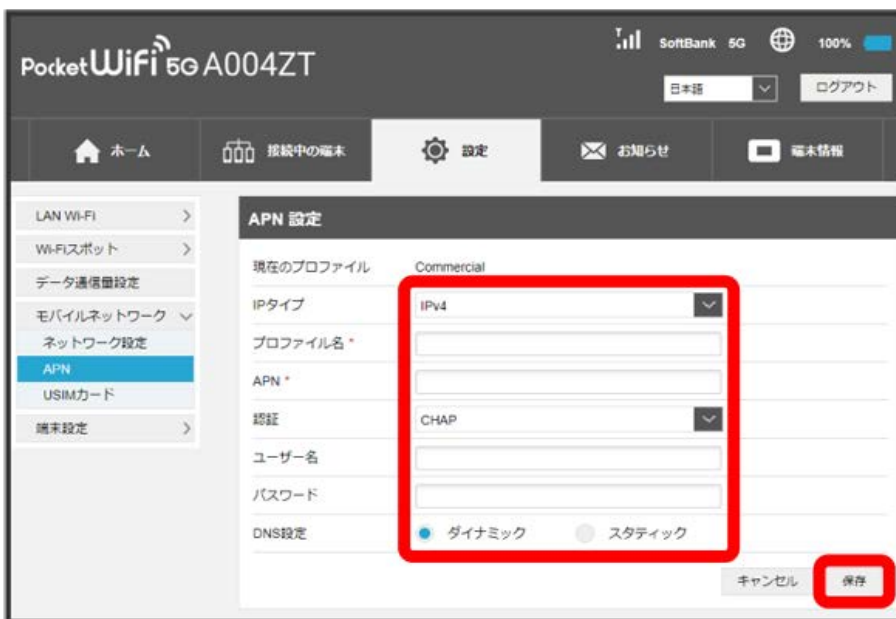 SoftBank 5G 100%
Pocket WiFi 5G A004ZT
日本語 ログアウト
ホーム 接続中の端末 設定 お知らせ 端末情報
LAN Wi-Fi
Wi-Fiスポット
データ通信量設定
モバイルネットワーク
ネットワーク設定
APN
USIMカード
端末設定
APN 設定
現在のプロファイル Commercial
IPタイプ IPv4
プロファイル名 *
APN *
認証 CHAP
ユーザー名
パスワード
DNS設定 ダイナミック スタティック
キャンセル 保存